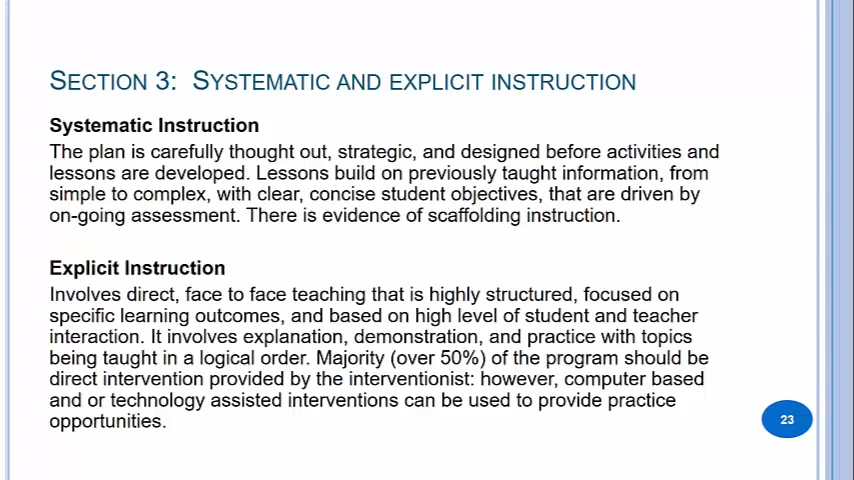 SECTION 3: SYSTEMATIC AND EXPLICIT INSTRUCTION
Systematic Instruction
The plan is carefully thought out, strategic, and designed before activities and
lessons are developed. Lessons build on previously taught information, from
simple to complex, with clear, concise student objectives, that are driven by
on-going assessment. There is evidence of scaffolding instruction.
Explicit Instruction
Involves direct, face to face teaching that is highly structured, focused on
specific learning outcomes, and based on high level of student and teacher
interaction. It involves explanation, demonstration, and practice with topics
being taught in a logical order. Majority (over 50%) of the program should be
direct intervention provided by the interventionist: however, computer based
and or technology assisted interventions can be used to provide practice
opportunities.
23